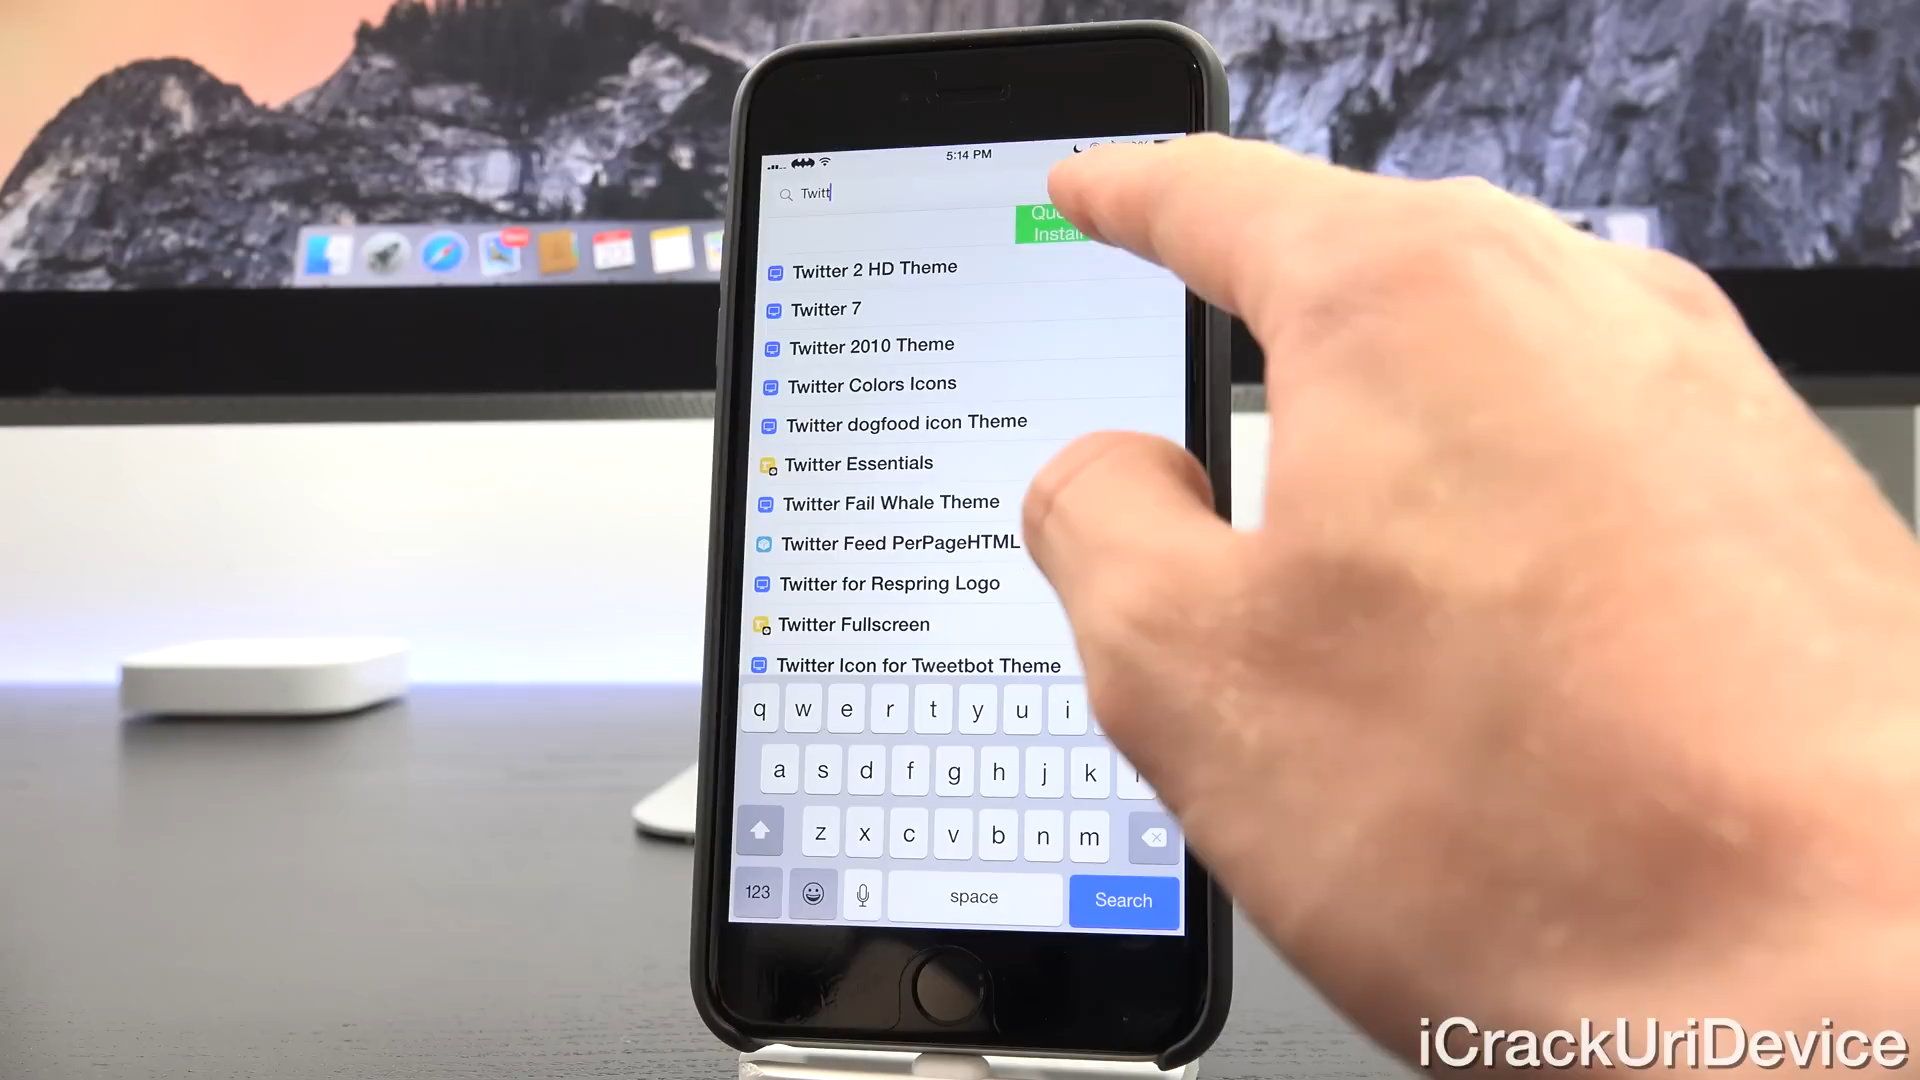 5:14 PM
Twitt
Install
Twitter 2 HD Theme
Twitter 7
Twitter 2010 Theme
Twitter Colors Icons
Twitter dogfood icon Theme
Twitter Essentials
Twitter Fail Whale Theme
Twitter Feed PerPageHTML
Twitter for Respring Logo
Twitter Fullscreen
Twitter Icon for Tweetbot Theme
q w e r t y u i
a s d f g h j k
z x c v b n m
123 space Search
iCrackUriDevice